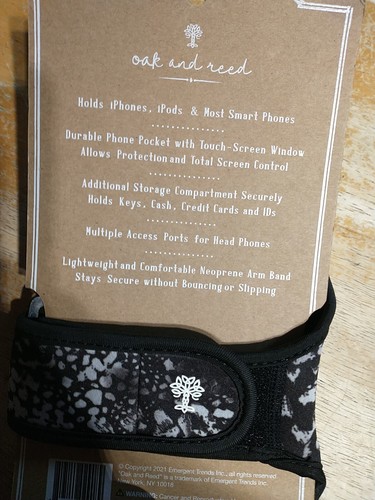 oak and reed
Holds iPhones, iPods & Most Smart Phones
Durable Phone Pocket with Touch-Screen Window
Allows Protection and Total Screen Control
Additional Storage Compartment Securely
Holds Keys, Cash, Credit Cards and IDs
Multiple Access Ports for Head Phones
Lightweight and Comfortable Neoprene Arm Band
Stays Secure without Bouncing or Slipping
© Copyright 2021 Emergent Trends Inc., all rights reserved
"Oak and Reed" is a trademark of Emergent Trends Inc.
New York, NY 10018
WARNING: Cancer and